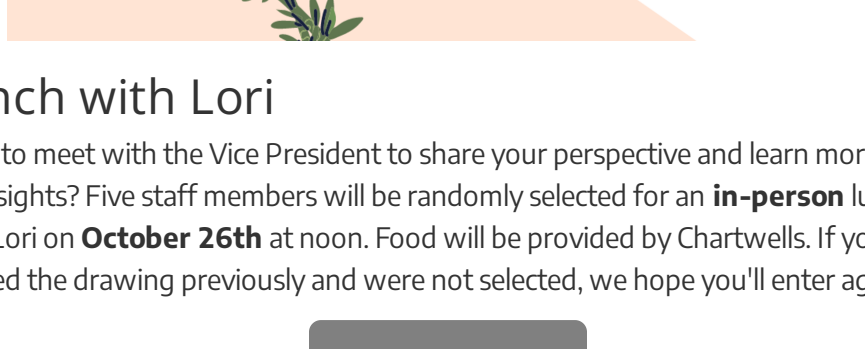 nch with Lori
to meet with the Vice President to share your perspective and learn mor
sights? Five staff members will be randomly selected for an in-person lu
Lori on October 26th at noon. Food will be provided by Chartwells. If yo
ed the drawing previously and were not selected, we hope you'll enter ag